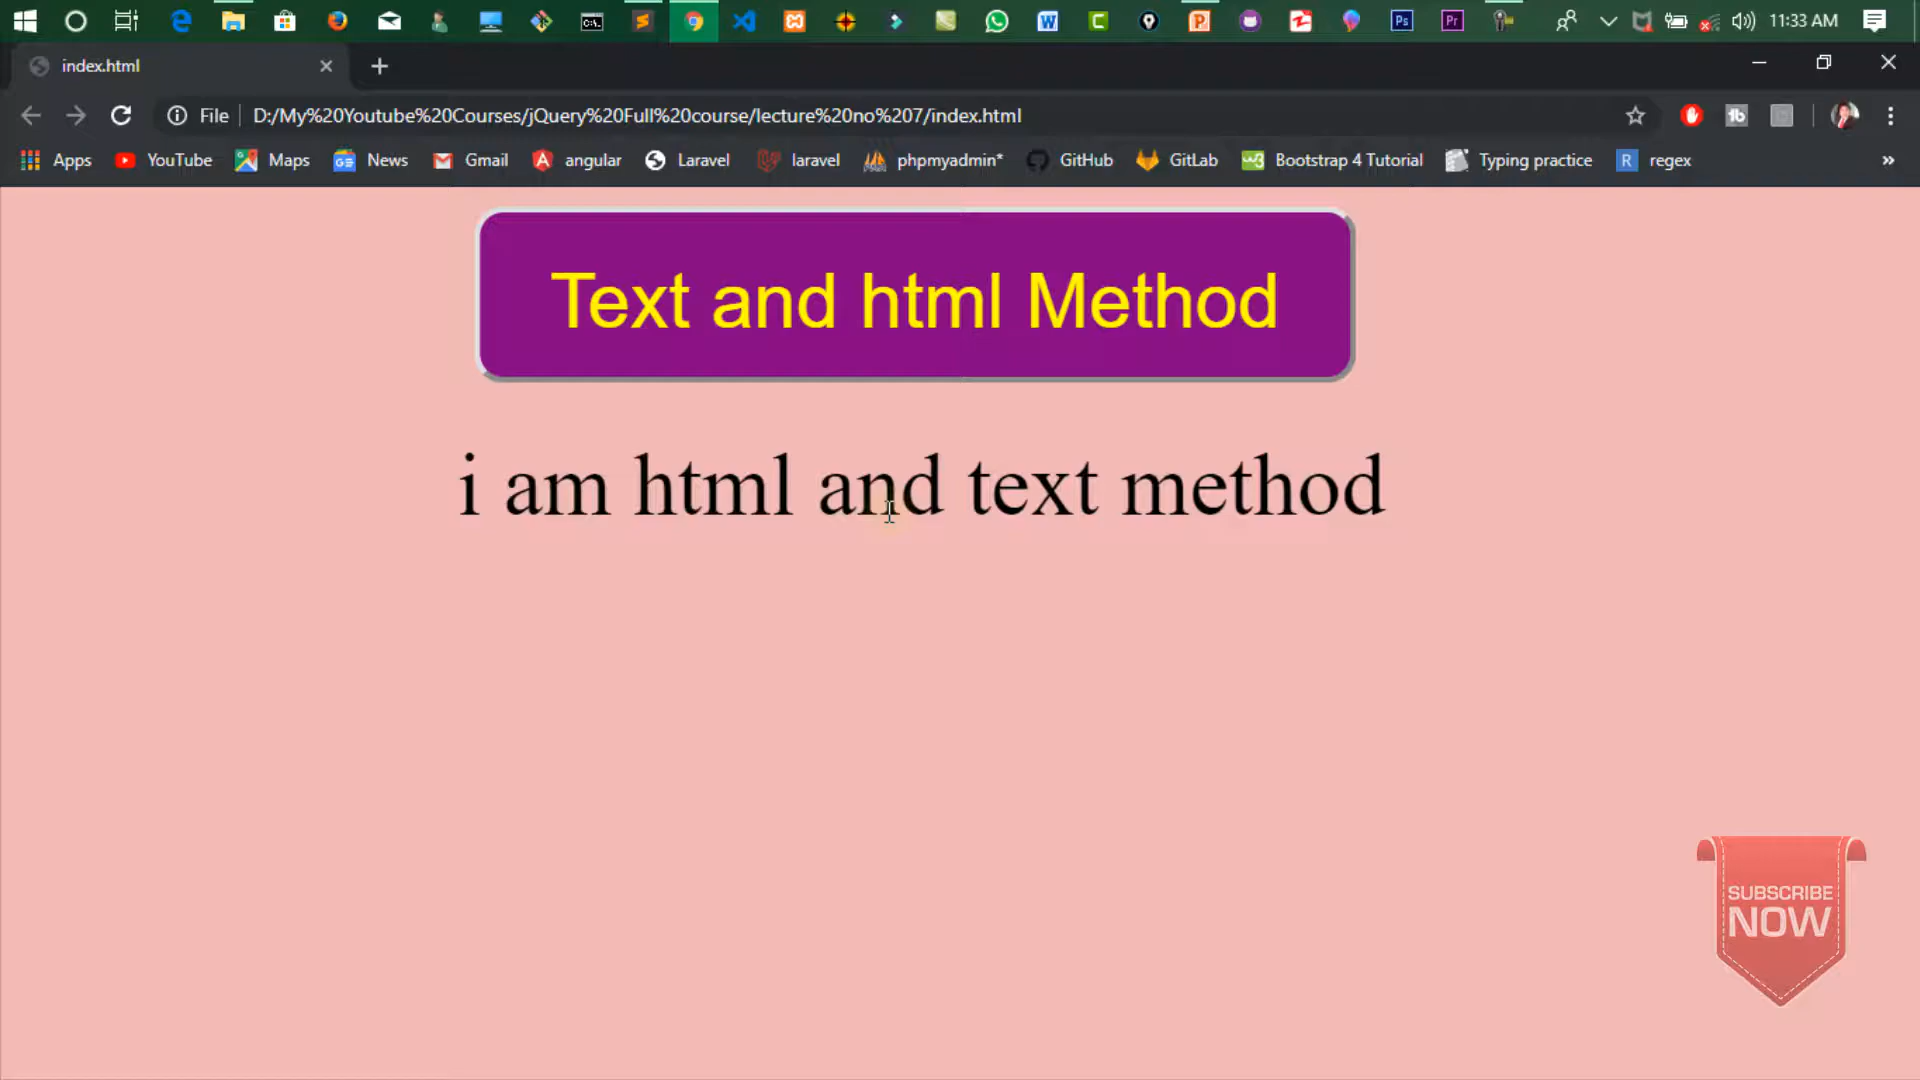 11:33 AM
index.html
File D:/My%20Youtube%20Courses/jQuery%20Full%20course/lecture%20no%207/index.html
Apps YouTube Maps News Gmail angular Laravel laravel phpmyadmin* GitHub GitLab Bootstrap 4 Tutorial Typing practice regex »
Text and html Method
i am html and text method
SUBSCRIBE
NOW